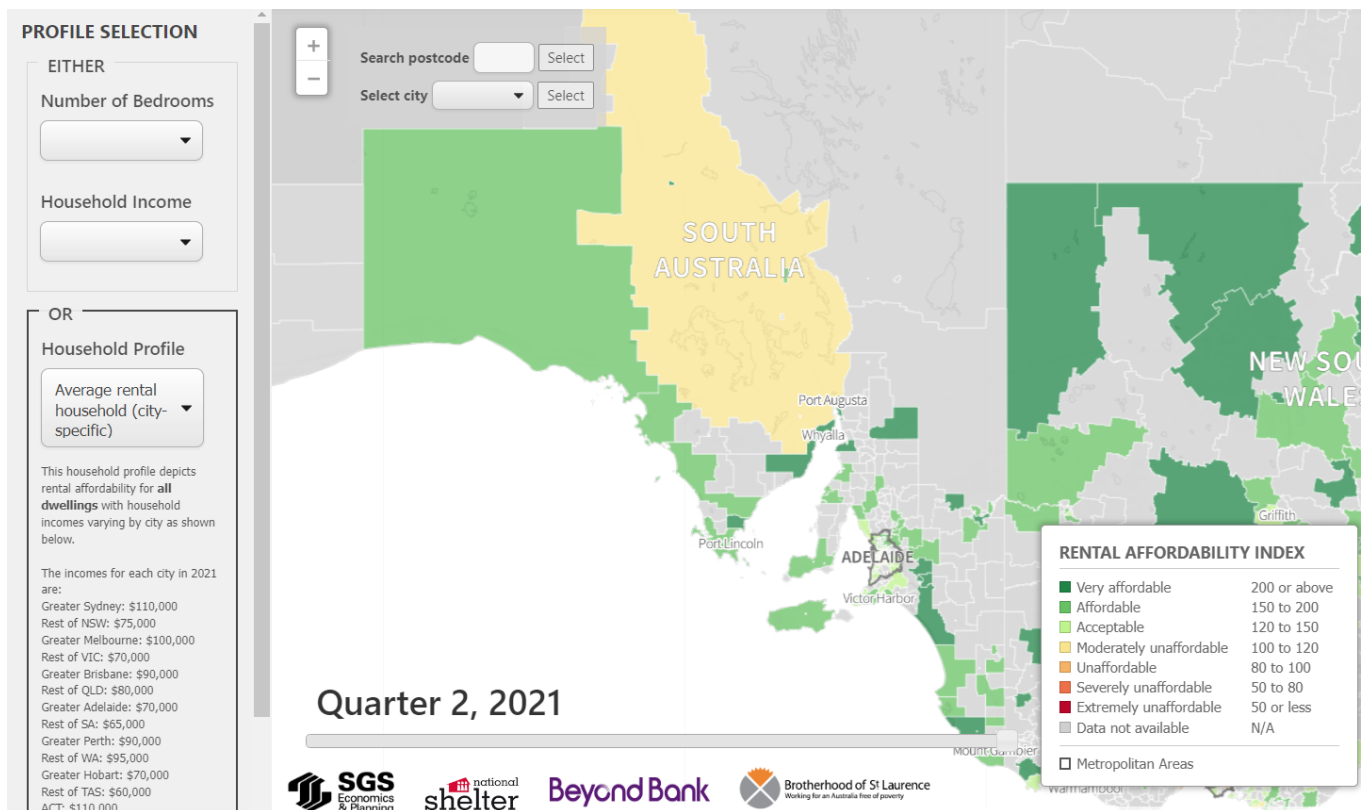 PROFILE SELECTION
EITHER
Number of Bedrooms
Household Income
OR
Household Profile
Average rental
household (city-
specific)
This household profile depicts
rental affordability for all
dwellings with household
incomes varying by city as shown
below.
The incomes for each city in 2021
are:
Greater Sydney: $110,000
Rest of NSW: $75,000
Greater Melbourne: $100,000
Rest of VIC: $70,000
Greater Brisbane: $90,000
Rest of QLD: $80,000
Greater Adelaide: $70,000
Rest of SA: $65,000
Greater Perth: $90,000
Rest of WA: $95,000
Greater Hobart: $70,000
Rest of TAS: $60,000
ACT: $110,000
+
−
Search postcode Select
Select city Select
SOUTH
AUSTRALIA
NEW SOU
WALES
Port Augusta
Whyalla
Port Lincoln
ADELAIDE
Victor Harbor
Griffith
Mount Gambier
Warrnambool
Quarter 2, 2021
RENTAL AFFORDABILITY INDEX
Very affordable 200 or above
Affordable 150 to 200
Acceptable 120 to 150
Moderately unaffordable 100 to 120
Unaffordable 80 to 100
Severely unaffordable 50 to 80
Extremely unaffordable 50 or less
Data not available N/A
Metropolitan Areas
SGS
Economics
& Planning
national
shelter
Beyond Bank
Brotherhood of St Laurence
Working for an Australia free of poverty